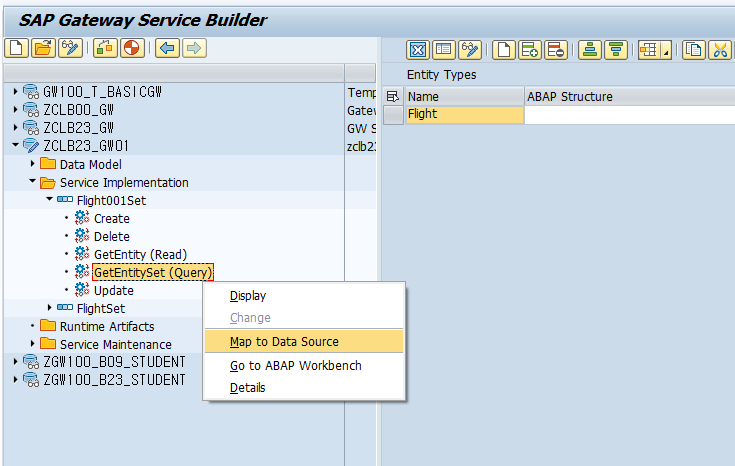 SAP Gateway Service Builder
Entity Types
Name ABAP Structure
Flight
GW100_T_BASICGW Temp
ZCLB00_GW Gatew
ZCLB23_GW GW S
ZCLB23_GW01 zclb23
Data Model
Service Implementation
Flight001Set
Create
Delete
GetEntity (Read)
GetEntitySet (Query)
Update
FlightSet
Runtime Artifacts
Service Maintenance
ZGW100_B09_STUDENT
ZGW100_B23_STUDENT
Display
Change
Map to Data Source
Go to ABAP Workbench
Details